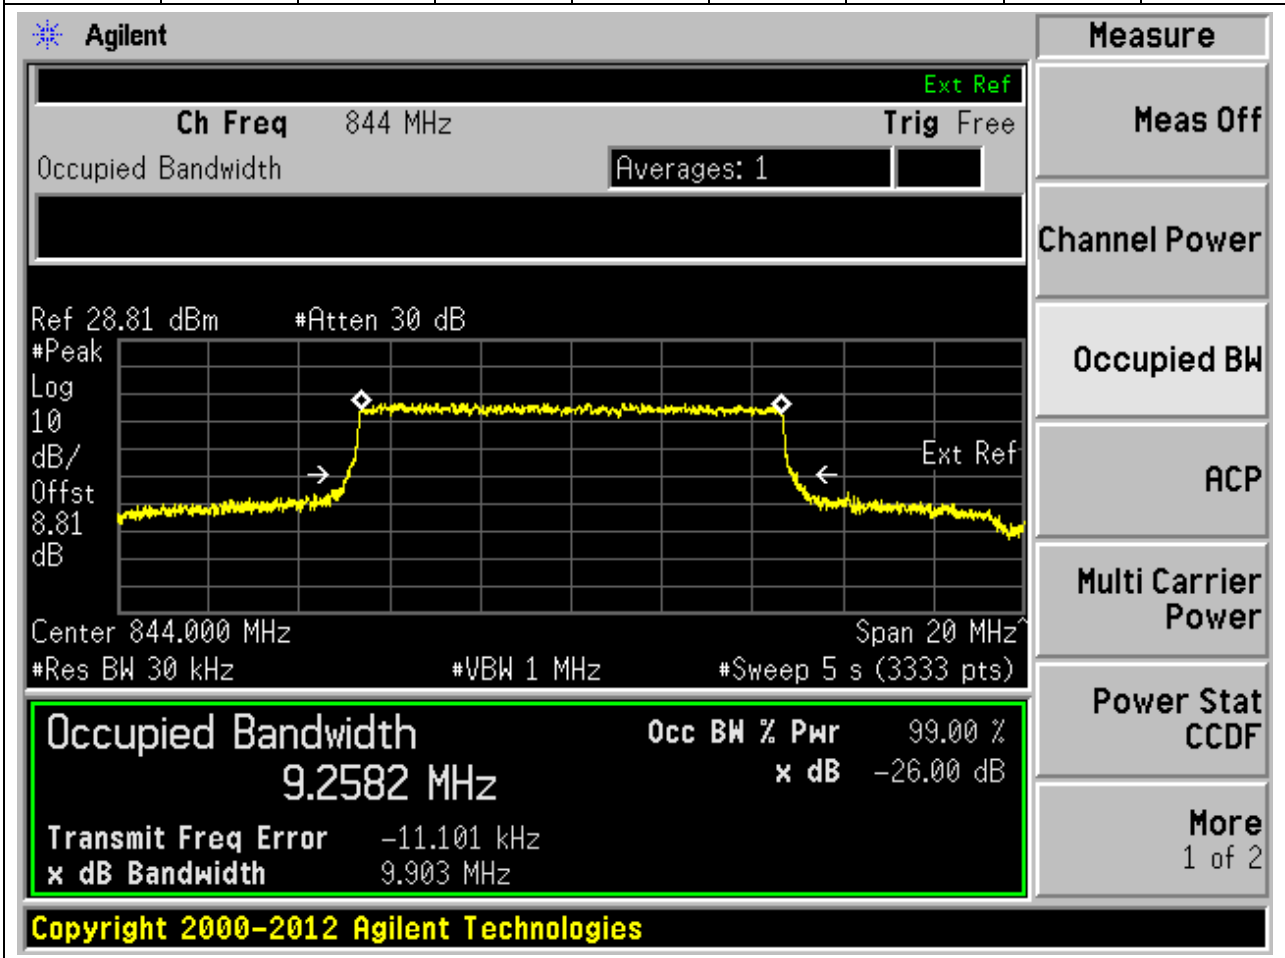 Agilent
Measure
Ext Ref
Ch Freq 844 MHz Trig Free
Meas Off
Occupied Bandwidth Averages: 1
Channel Power
Ref 28.81 dBm #Atten 30 dB
#Peak
Log
10
dB/
Offst
8.81
dB
Ext Ref
Occupied BW
ACP
Center 844.000 MHz Span 20 MHz^
#Res BW 30 kHz #VBW 1 MHz #Sweep 5 s (3333 pts)
Multi Carrier
Power
Occupied Bandwidth
9.2582 MHz
Occ BW % Pwr 99.00 %
x dB -26.00 dB
Transmit Freq Error -11.101 kHz
x dB Bandwidth 9.903 MHz
Power Stat
CCDF
More
1 of 2
Copyright 2000-2012 Agilent Technologies